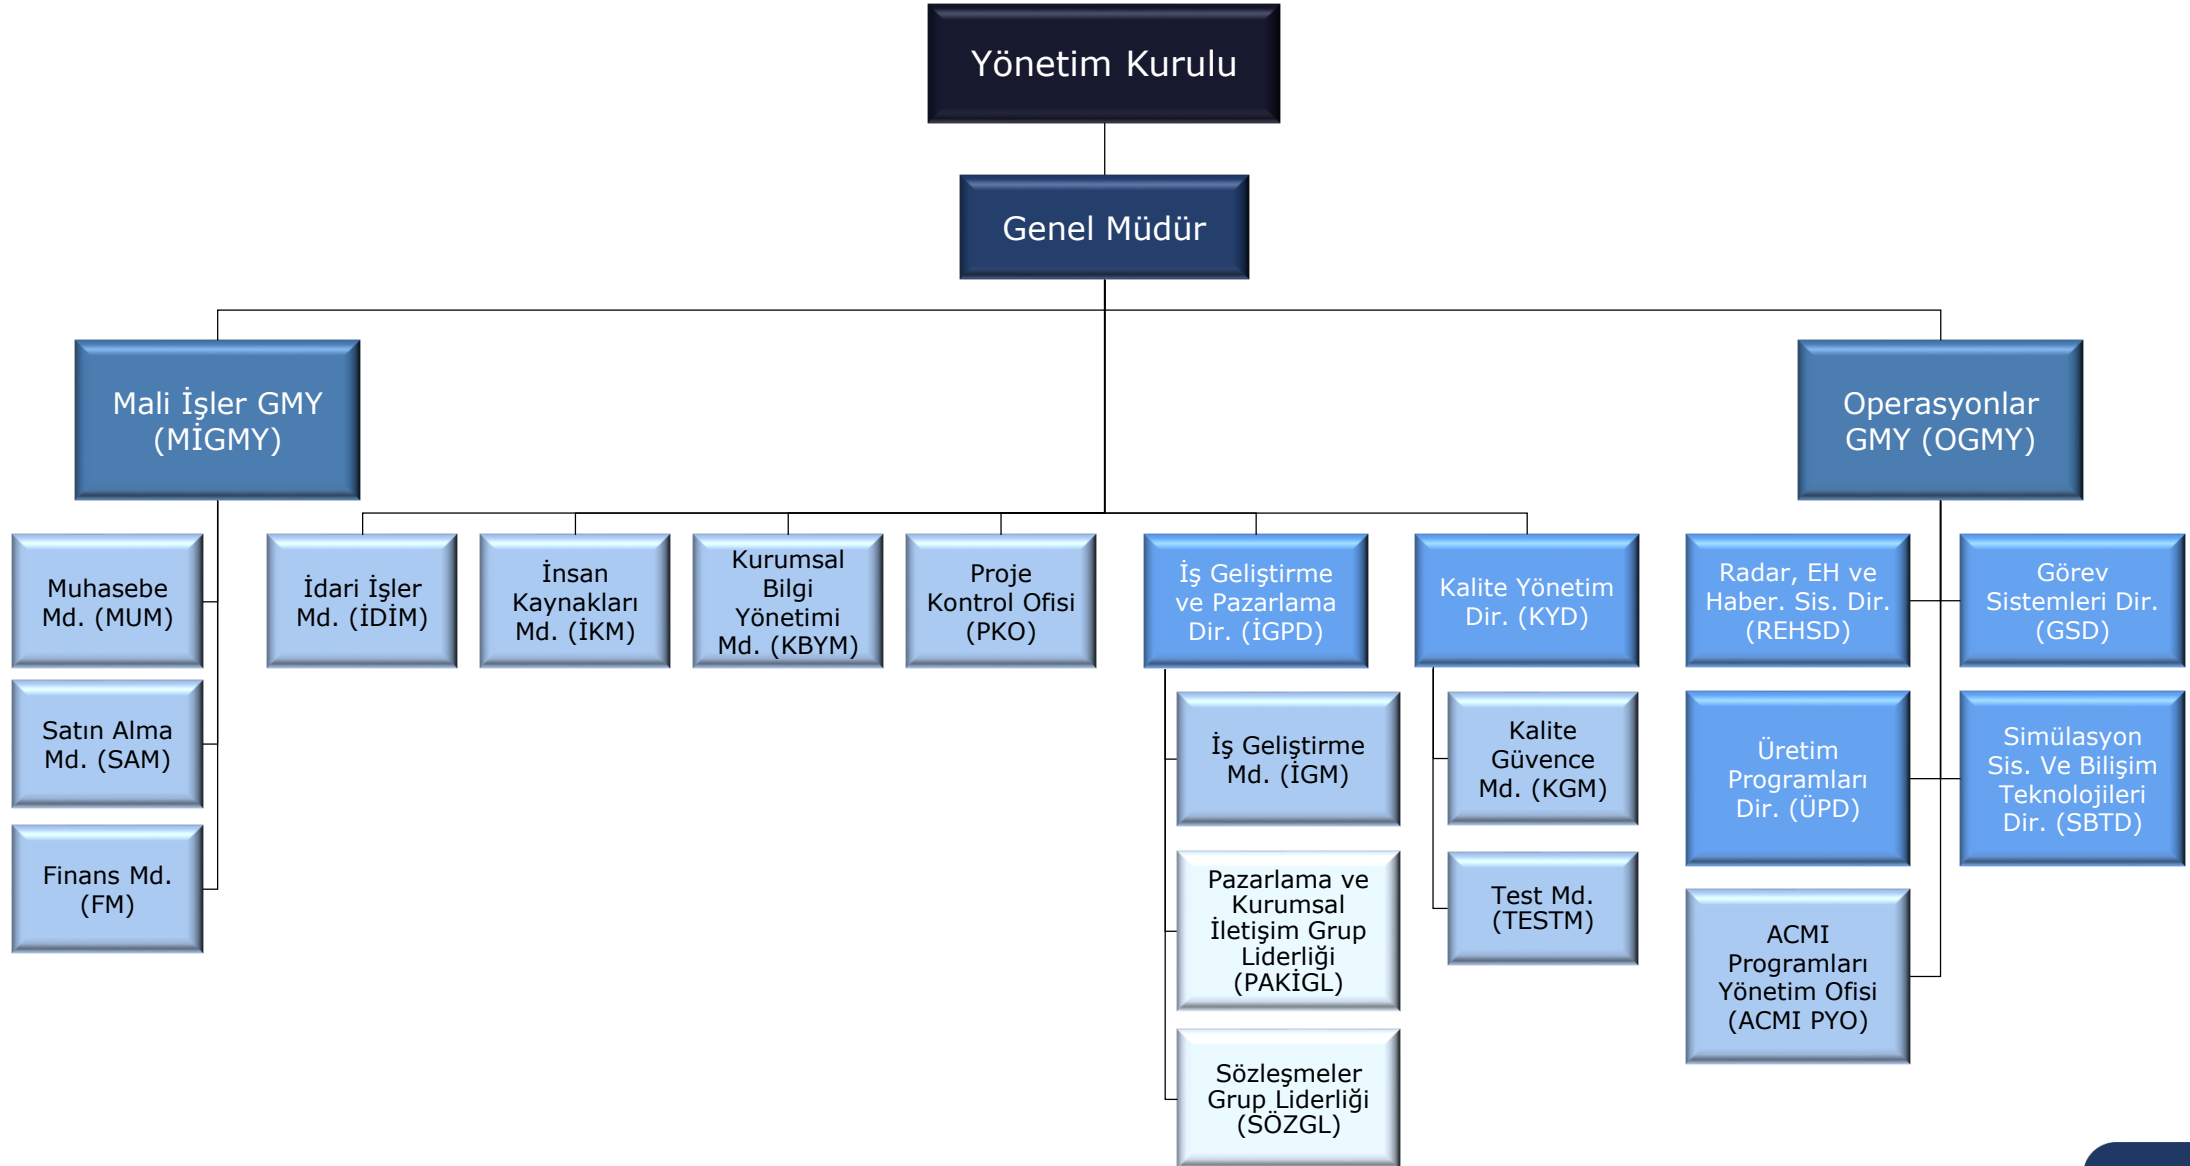 Yönetim Kurulu
Genel Müdür
Mali İşler GMY
(MİGMY)
Operasyonlar
GMY (OGMY)
Muhasebe
Md. (MUM)
Satın Alma
Md. (SAM)
Finans Md.
(FM)
İdari İşler
Md. (İDİM)
İnsan
Kaynakları
Md. (İKM)
Kurumsal
Bilgi
Yönetimi
Md. (KBYM)
Proje
Kontrol Ofisi
(PKO)
İş Geliştirme
ve Pazarlama
Dir. (İGPD)
İş Geliştirme
Md. (İGM)
Pazarlama ve
Kurumsal
İletişim Grup
Liderliği
(PAKİGL)
Sözleşmeler
Grup Liderliği
(SÖZGL)
Kalite Yönetim
Dir. (KYD)
Kalite
Güvence
Md. (KGM)
Test Md.
(TESTM)
Radar, EH ve
Haber. Sis. Dir.
(REHSD)
Görev
Sistemleri Dir.
(GSD)
Üretim
Programları
Dir. (ÜPD)
Simülasyon
Sis. Ve Bilişim
Teknolojileri
Dir. (SBTD)
ACMI
Programları
Yönetim Ofisi
(ACMI PYO)